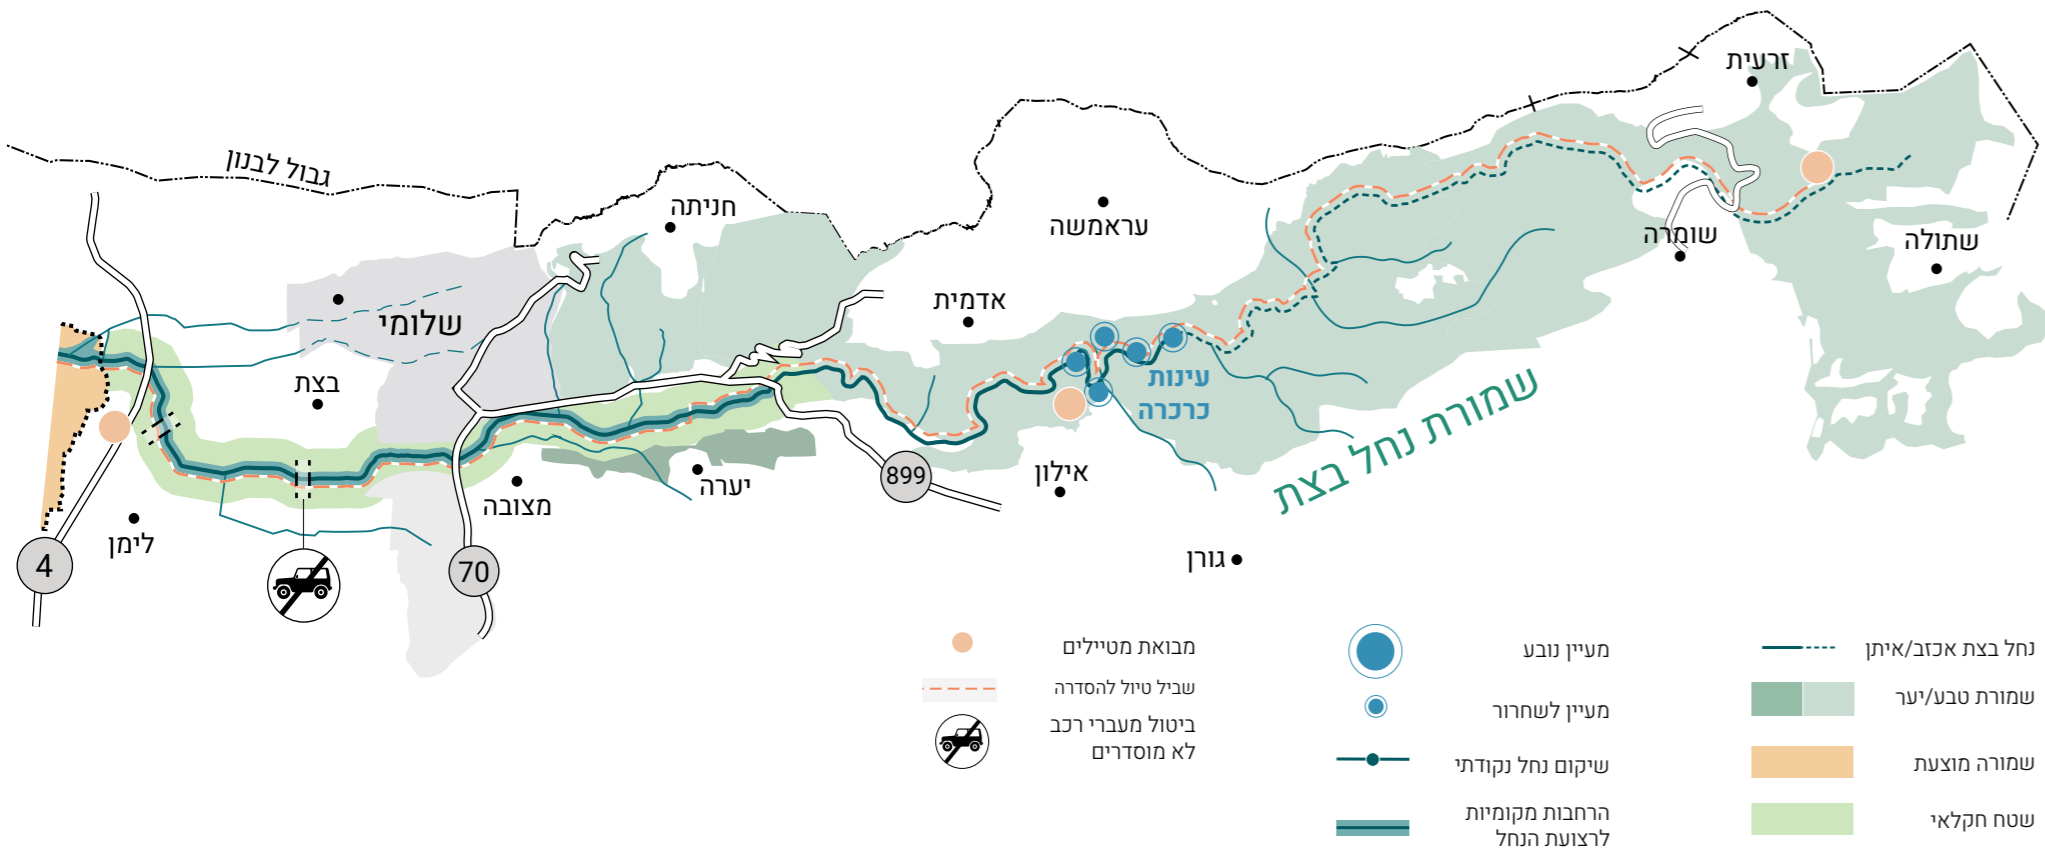 גבול לבנון
זרעית
חניתה
עראמשה
שומרה
שתולה
אדמית
שלומי
בצת
עינות
כרכרה
שמורת נחל בצת
אילון
יערה
מצובה
899
לימן
גורן
4
70
נחל בצת אכזב/איתן
שמורת טבע/יער
שמורה מוצעת
שטח חקלאי
מעיין נובע
מעיין לשחרור
שיקום נחל נקודתי
הרחבות מקומיות
לרצועת הנחל
מבואת מטיילים
שביל טיול להסדרה
ביטול מעברי רכב
לא מוסדרים